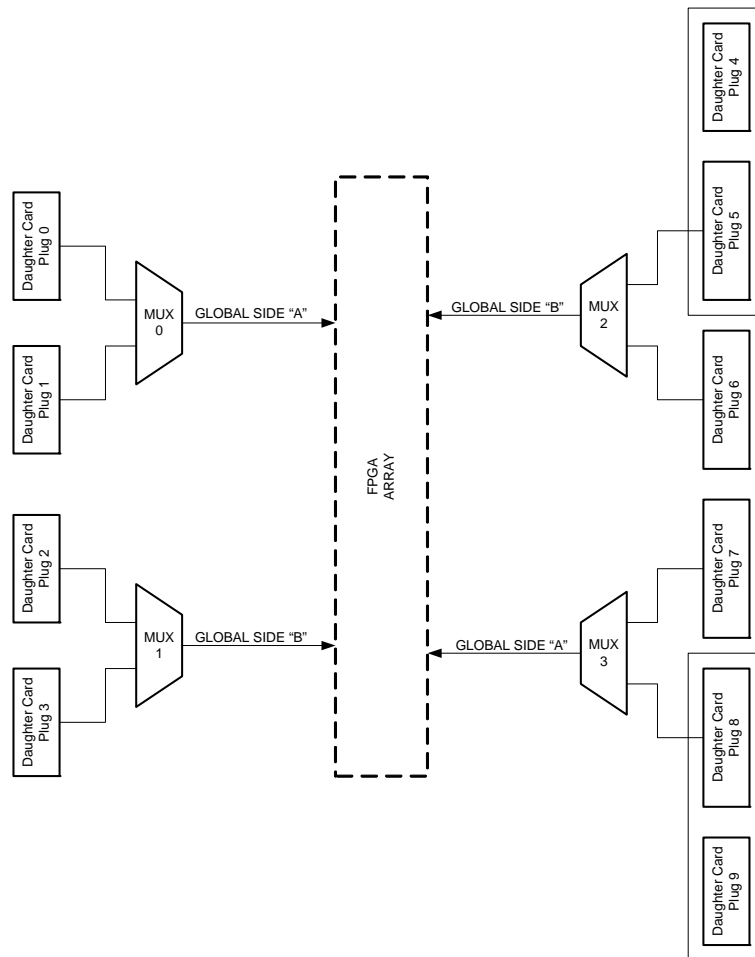 Daughter Card
Plug 0
Daughter Card
Plug 1
Daughter Card
Plug 2
Daughter Card
Plug 3
MUX
0
GLOBAL SIDE “A”
MUX
1
GLOBAL SIDE “B”
FPGA
ARRAY
GLOBAL SIDE “B”
MUX
2
GLOBAL SIDE “A”
MUX
3
Daughter Card
Plug 4
Daughter Card
Plug 5
Daughter Card
Plug 6
Daughter Card
Plug 7
Daughter Card
Plug 8
Daughter Card
Plug 9